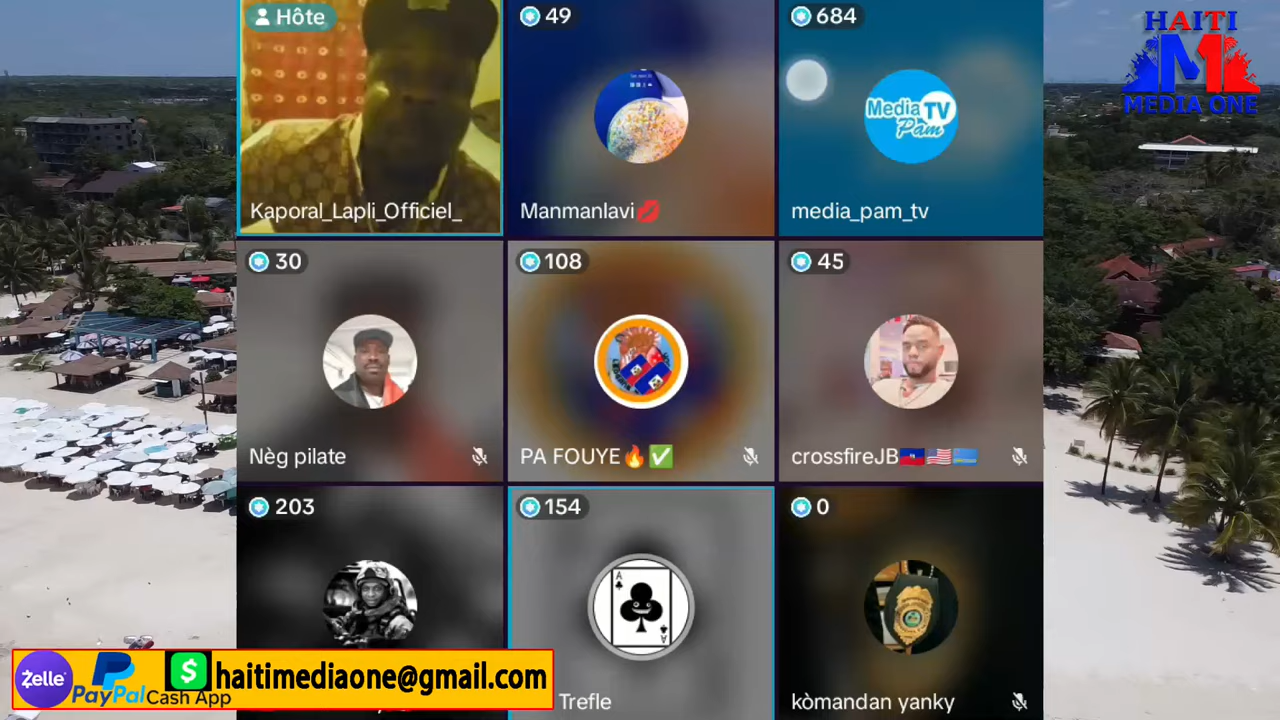 Hôte
49
684
HAITI
M
MEDIA ONE
Media TV
Pam
Kaporal_Lapli_Officiel_
Manmanlavi💋
media_pam_tv
30
108
45
Nèg pilate
PA FOUYE🔥✅
crossfireJB🇭🇹🇺🇸🇦🇼
203
154
0
A
A
Zelle
PayPal
Cash App
haitimediaone@gmail.com
Trefle
kòmandan yanky